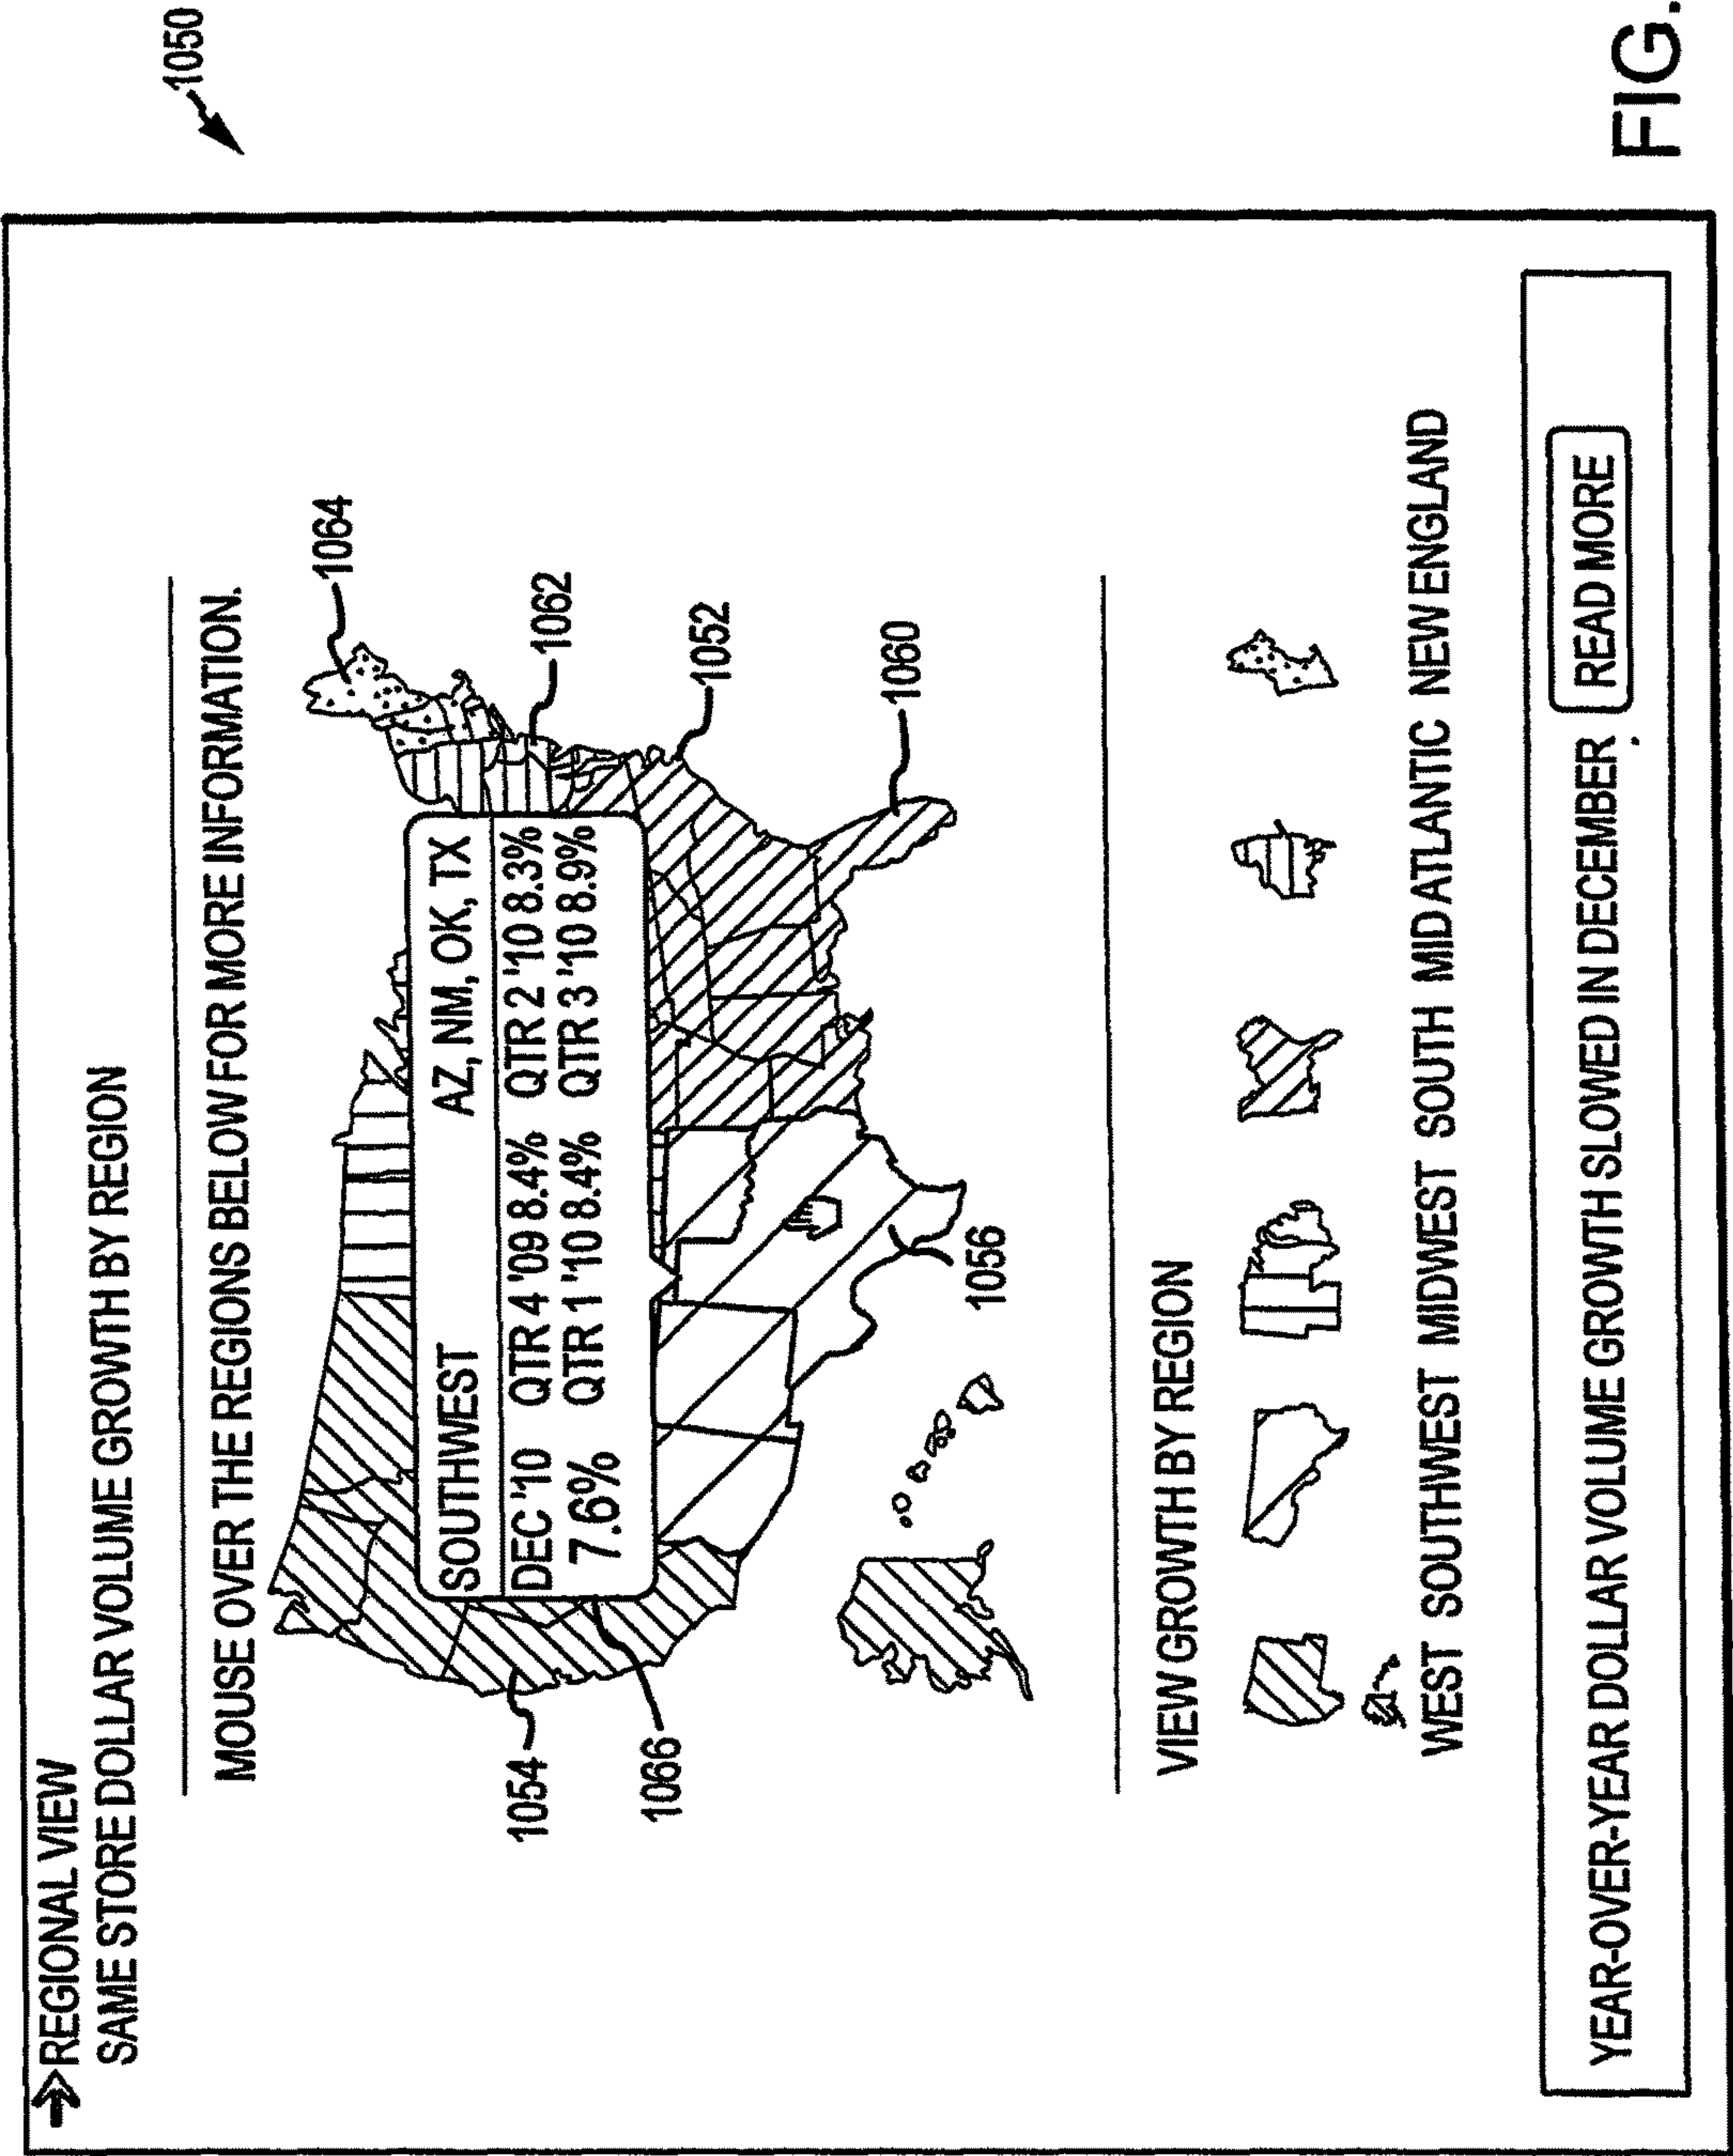 1050
REGIONAL VIEW
SAME STORE DOLLAR VOLUME GROWTH BY REGION
MOUSE OVER THE REGIONS BELOW FOR MORE INFORMATION.
1064
SOUTHWEST AZ, NM, OK, TX
DEC '10 QTR 4 '09 8.4% QTR 2 '10 8.3%
7.6% QTR 1 '10 8.4% QTR 3 '10 8.9%
1054
1062
1066
1052
1060
1056
VIEW GROWTH BY REGION
WEST SOUTHWEST MIDWEST SOUTH MID ATLANTIC NEW ENGLAND
YEAR-OVER-YEAR DOLLAR VOLUME GROWTH SLOWED IN DECEMBER READ MORE
FIG.